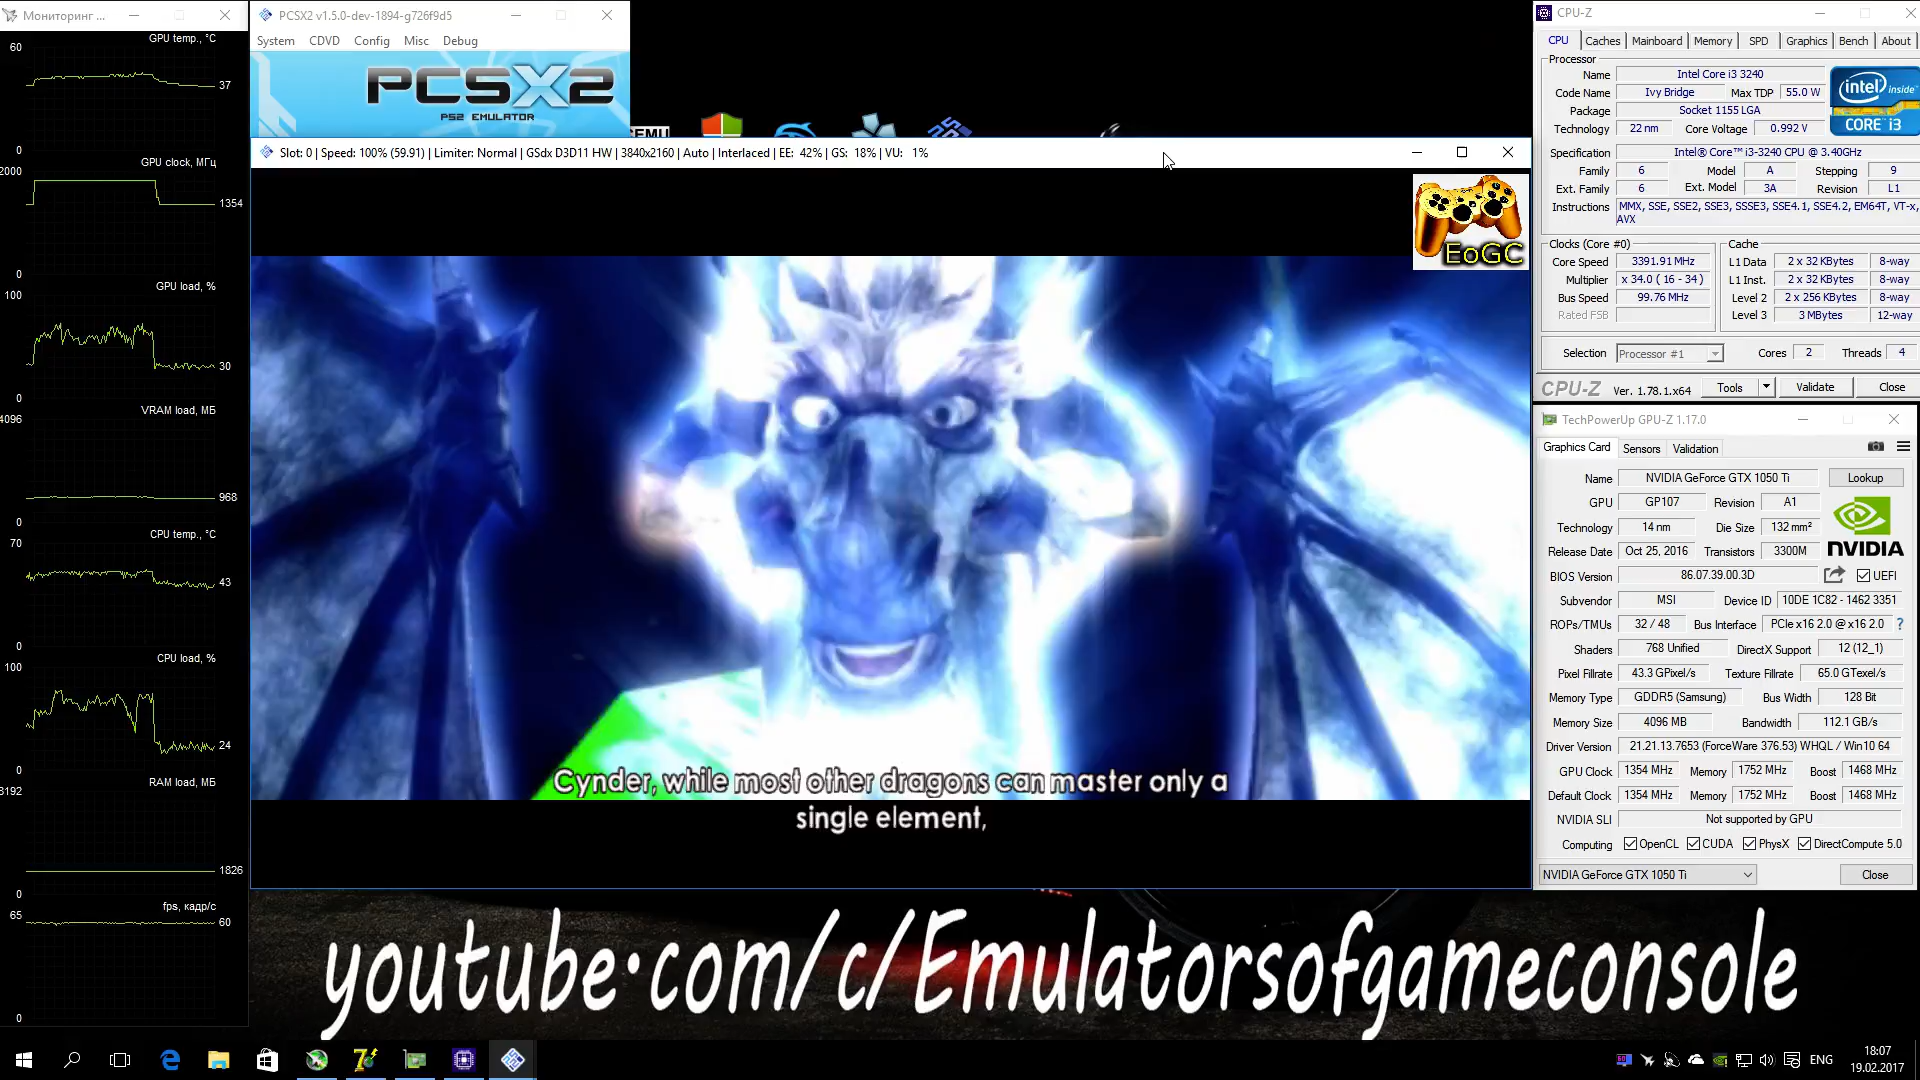 Мониторинг ...
GPU temp., °C
60
37
0
GPU clock, МГц
2000
1354
0
GPU load, %
100
30
0
VRAM load, МБ
4096
968
0
CPU temp., °C
70
43
0
CPU load, %
100
24
0
RAM load, МБ
8192
1826
0
fps, кадр/с
65
60
0
PCSX2 v1.5.0-dev-1894-g726f9d5
System CDVD Config Misc Debug
PCSX2
PS2 EMULATOR
CEMU
Slot: 0 | Speed: 100% (59.91) | Limiter: Normal | GSdx D3D11 HW | 3840x2160 | Auto | Interlaced | EE: 42% | GS: 18% | VU: 1%
EoGC
Cynder, while most other dragons can master only a
single element,
youtube.com/c/Emulatorsofgameconsole
CPU-Z
CPU Caches Mainboard Memory SPD Graphics Bench About
Processor
Name Intel Core i3 3240
Code Name Ivy Bridge Max TDP 55.0 W
Package Socket 1155 LGA
Technology 22 nm Core Voltage 0.992 V
intel inside™
CORE i3
Specification Intel® Core™ i3-3240 CPU @ 3.40GHz
Family 6 Model A Stepping 9
Ext. Family 6 Ext. Model 3A Revision L1
Instructions MMX, SSE, SSE2, SSE3, SSSE3, SSE4.1, SSE4.2, EM64T, VT-x,
AVX
Clocks (Core #0) Cache
Core Speed 3391.91 MHz L1 Data 2 x 32 KBytes 8-way
Multiplier x 34.0 ( 16 - 34 ) L1 Inst. 2 x 32 KBytes 8-way
Bus Speed 99.76 MHz Level 2 2 x 256 KBytes 8-way
Rated FSB Level 3 3 MBytes 12-way
Selection Processor #1 Cores 2 Threads 4
CPU-Z Ver. 1.78.1.x64 Tools Validate Close
TechPowerUp GPU-Z 1.17.0
Graphics Card Sensors Validation
Name NVIDIA GeForce GTX 1050 Ti Lookup
GPU GP107 Revision A1
Technology 14 nm Die Size 132 mm²
Release Date Oct 25, 2016 Transistors 3300M
NVIDIA
BIOS Version 86.07.39.00.3D UEFI
Subvendor MSI Device ID 10DE 1C82 - 1462 3351
ROPs/TMUs 32 / 48 Bus Interface PCIe x16 2.0 @ x16 2.0 ?
Shaders 768 Unified DirectX Support 12 (12_1)
Pixel Fillrate 43.3 GPixel/s Texture Fillrate 65.0 GTexel/s
Memory Type GDDR5 (Samsung) Bus Width 128 Bit
Memory Size 4096 MB Bandwidth 112.1 GB/s
Driver Version 21.21.13.7653 (ForceWare 376.53) WHQL / Win10 64
GPU Clock 1354 MHz Memory 1752 MHz Boost 1468 MHz
Default Clock 1354 MHz Memory 1752 MHz Boost 1468 MHz
NVIDIA SLI Not supported by GPU
Computing OpenCL CUDA PhysX DirectCompute 5.0
NVIDIA GeForce GTX 1050 Ti Close
ENG
18:07
19.02.2017